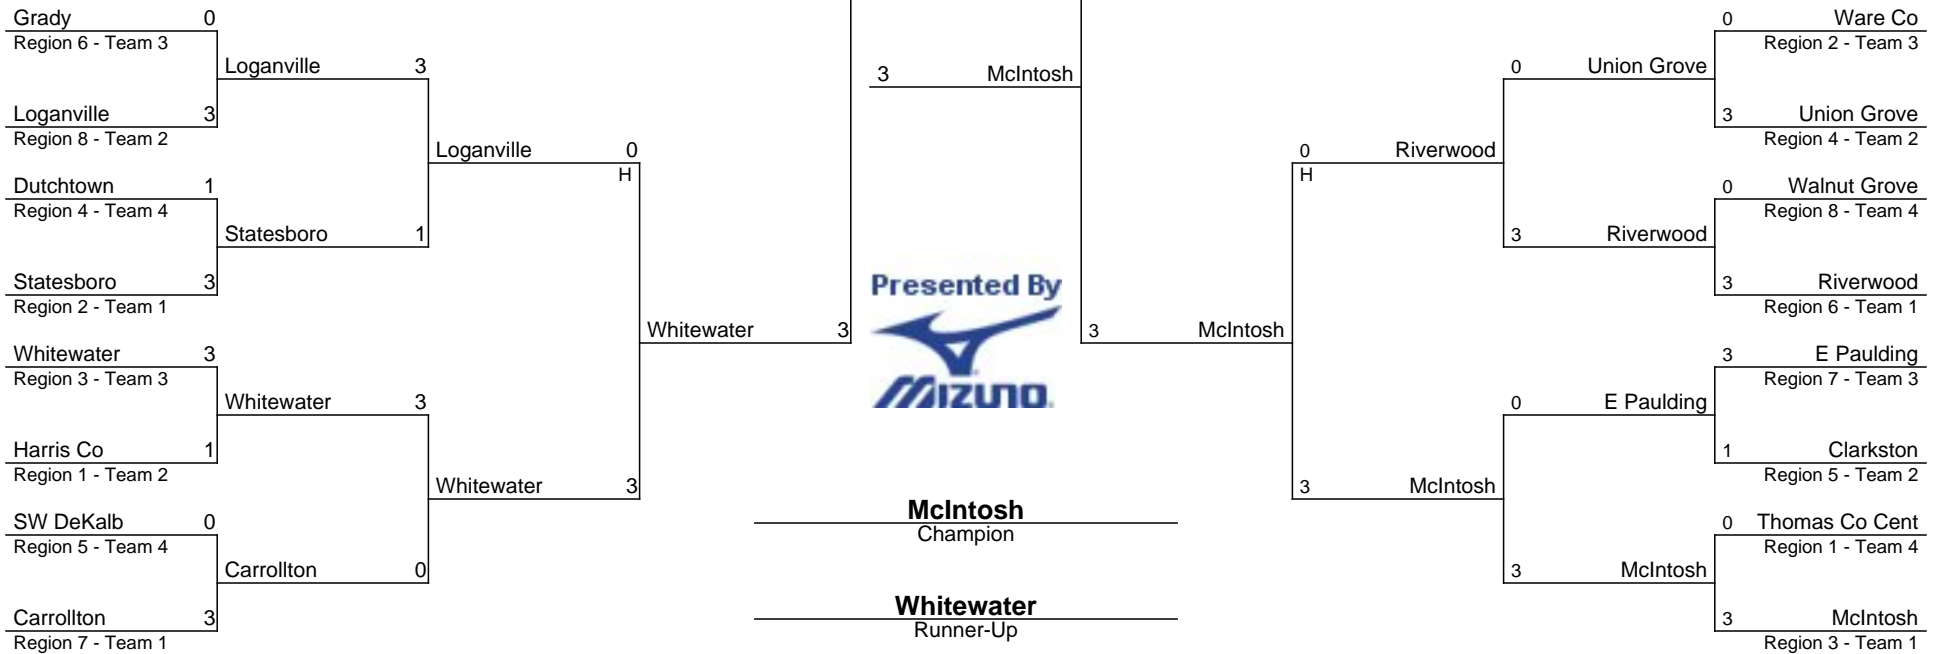 Grady 0
Region 6 - Team 3
Loganville 3
Loganville 3
Region 8 - Team 2
Loganville 0
H
Dutchtown 1
Region 4 - Team 4
Statesboro 1
Statesboro 3
Region 2 - Team 1
Whitewater 3
Whitewater 3
Region 3 - Team 3
Whitewater 3
Harris Co 1
Region 1 - Team 2
Whitewater 3
SW DeKalb 0
Region 5 - Team 4
Carrollton 0
Carrollton 3
Region 7 - Team 1
3 McIntosh
Presented By
MIZUNO
McIntosh
Champion
Whitewater
Runner-Up
0 Ware Co
Region 2 - Team 3
0 Union Grove
3 Union Grove
Region 4 - Team 2
0 Riverwood
H
0 Walnut Grove
Region 8 - Team 4
3 Riverwood
3 Riverwood
Region 6 - Team 1
3 McIntosh
3 E Paulding
Region 7 - Team 3
0 E Paulding
1 Clarkston
Region 5 - Team 2
3 McIntosh
0 Thomas Co Cent
Region 1 - Team 4
3 McIntosh
3 McIntosh
Region 3 - Team 1